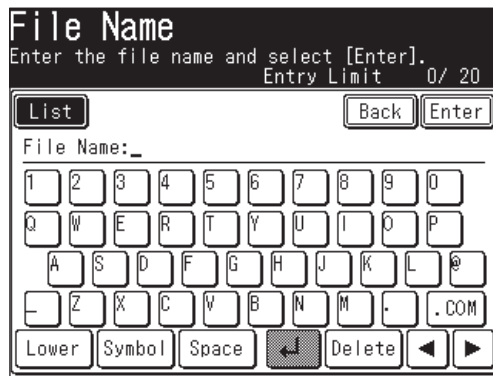 File Name
Enter the file name and select [Enter].
Entry Limit 0/ 20
List Back Enter
File Name:_
1 2 3 4 5 6 7 8 9 0
Q W E R T Y U I O P
A S D F G H J K L @
_ Z X C V B N M . .COM
Lower Symbol Space ↵ Delete ◀ ▶